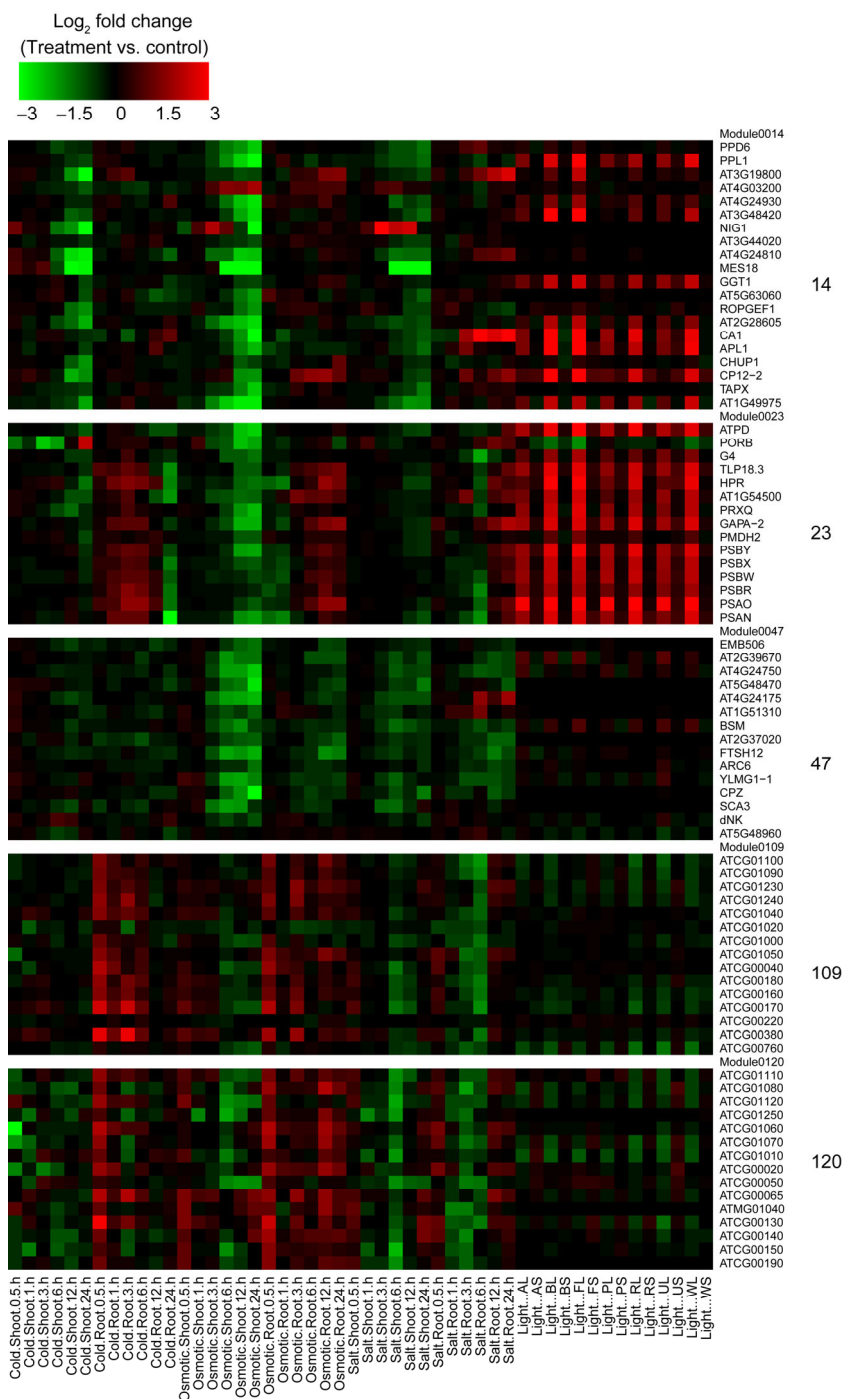 Log₂ fold change
(Treatment vs. control)
−3 −1.5 0 1.5 3
Module0014
PPD6
PPL1
AT3G19800
AT4G03200
AT4G24930
AT3G48420
NIG1
AT3G44020
AT4G24810
MES18
GGT1
AT5G63060
ROPGEF1
AT2G28605
CA1
APL1
CHUP1
CP12-2
TAPX
AT1G49975
14
Module0023
ATPD
PORB
G4
TLP18.3
HPR
AT1G54500
PRXQ
GAPA-2
PMDH2
PSBY
PSBX
PSBW
PSBR
PSAO
PSAN
23
Module0047
EMB506
AT2G39670
AT4G24750
AT5G48470
AT4G24175
AT1G51310
BSM
AT2G37020
FTSH12
ARC6
YLMG1-1
CPZ
SCA3
dNK
AT5G48960
47
Module0109
ATCG01100
ATCG01090
ATCG01230
ATCG01240
ATCG01040
ATCG01020
ATCG01000
ATCG01050
ATCG00040
ATCG00180
ATCG00160
ATCG00170
ATCG00220
ATCG00380
ATCG00760
109
Module0120
ATCG01110
ATCG01080
ATCG01120
ATCG01250
ATCG01060
ATCG01070
ATCG01010
ATCG00020
ATCG00050
ATCG00065
ATMG01040
ATCG00130
ATCG00140
ATCG00150
ATCG00190
120
Cold.Shoot.0.5.h
Cold.Shoot.1.h
Cold.Shoot.3.h
Cold.Shoot.6.h
Cold.Shoot.12.h
Cold.Shoot.24.h
Cold.Root.0.5.h
Cold.Root.1.h
Cold.Root.3.h
Cold.Root.6.h
Cold.Root.12.h
Cold.Root.24.h
Osmotic.Shoot.0.5.h
Osmotic.Shoot.1.h
Osmotic.Shoot.3.h
Osmotic.Shoot.6.h
Osmotic.Shoot.12.h
Osmotic.Shoot.24.h
Osmotic.Root.0.5.h
Osmotic.Root.1.h
Osmotic.Root.3.h
Osmotic.Root.6.h
Osmotic.Root.12.h
Osmotic.Root.24.h
Salt.Shoot.0.5.h
Salt.Shoot.1.h
Salt.Shoot.3.h
Salt.Shoot.6.h
Salt.Shoot.12.h
Salt.Shoot.24.h
Salt.Root.0.5.h
Salt.Root.1.h
Salt.Root.3.h
Salt.Root.6.h
Salt.Root.12.h
Salt.Root.24.h
Light...AL
Light...AS
Light...BL
Light...BS
Light...FL
Light...FS
Light...PL
Light...PS
Light...RL
Light...RS
Light...UL
Light...US
Light...WL
Light...WS